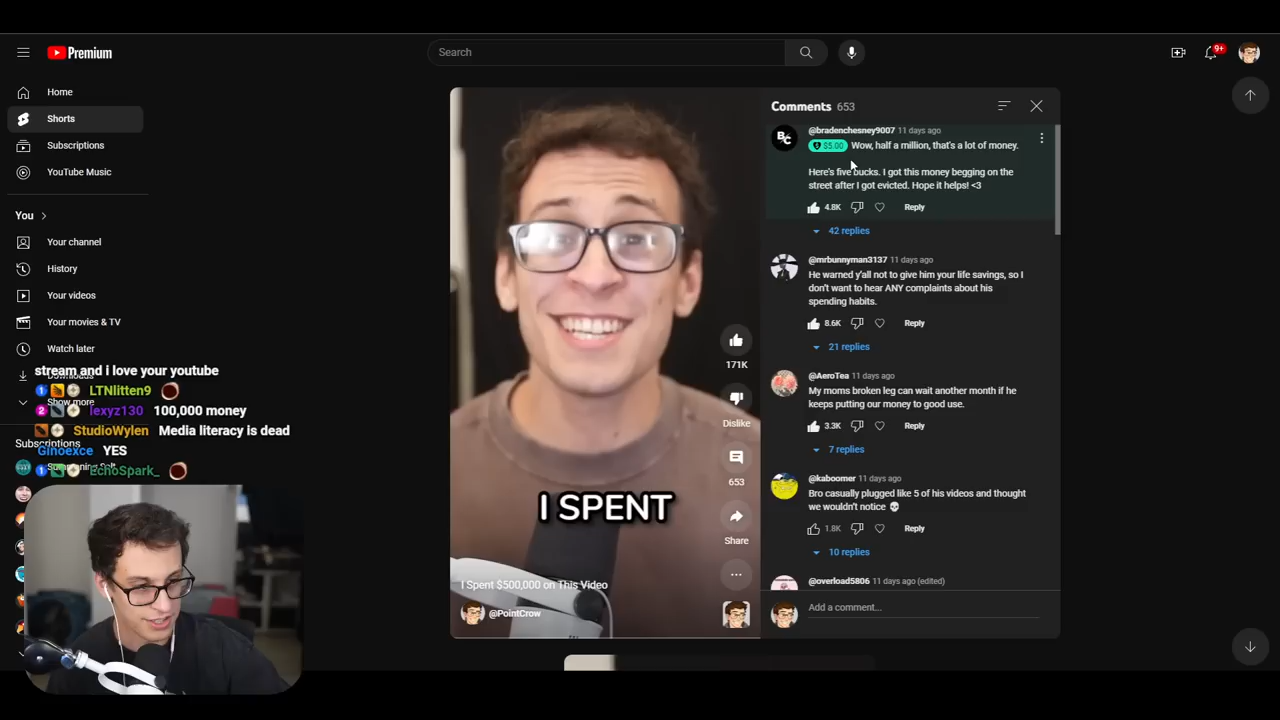 Premium
Search
9+
Home
Shorts
Subscriptions
YouTube Music
You
Your channel
History
Your videos
Your movies & TV
Watch later
Show more
Subscriptions
stream and i love your youtube
LTNlitten9
lexyz130 100,000 money
StudioWylen Media literacy is dead
Ginoexce YES
EchoSpark_
I SPENT
I Spent $500,000 on This Video
@PointCrow
171K
Dislike
653
Share
Comments 653
BC
@bradenchesney9007 11 days ago
$5.00 Wow, half a million, that's a lot of money.
Here's five bucks. I got this money begging on the
street after I got evicted. Hope it helps! <3
4.8K Reply
42 replies
@mrbunnyman3137 11 days ago
He warned y'all not to give him your life savings, so I
don't want to hear ANY complaints about his
spending habits.
8.6K Reply
21 replies
@AeroTea 11 days ago
My moms broken leg can wait another month if he
keeps putting our money to good use.
3.3K Reply
7 replies
@kaboomer 11 days ago
Bro casually plugged like 5 of his videos and thought
we wouldn't notice 💀
1.8K Reply
10 replies
@overload5806 11 days ago (edited)
Add a comment...